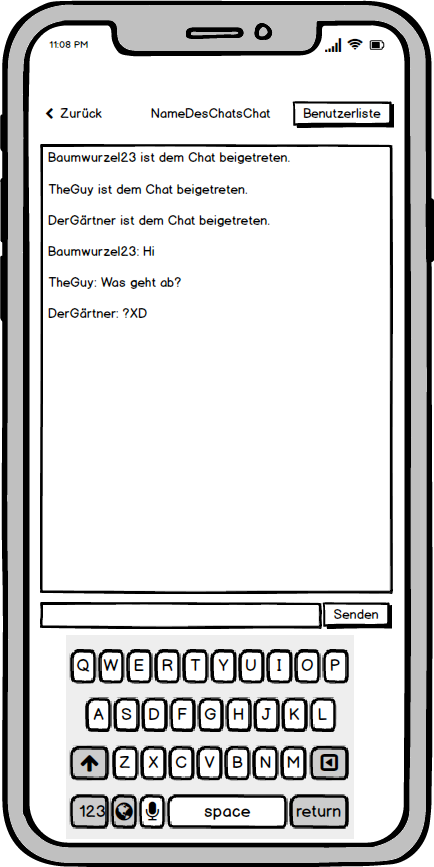 11:08 PM
Zurück NameDesChatsChat Benutzerliste
Baumwurzel23 ist dem Chat beigetreten.
TheGuy ist dem Chat beigetreten.
DerGärtner ist dem Chat beigetreten.
Baumwurzel23: Hi
TheGuy: Was geht ab?
DerGärtner: ?XD
Senden
Q W E R T Y U I O P
A S D F G H J K L
Z X C V B N M
123 space return